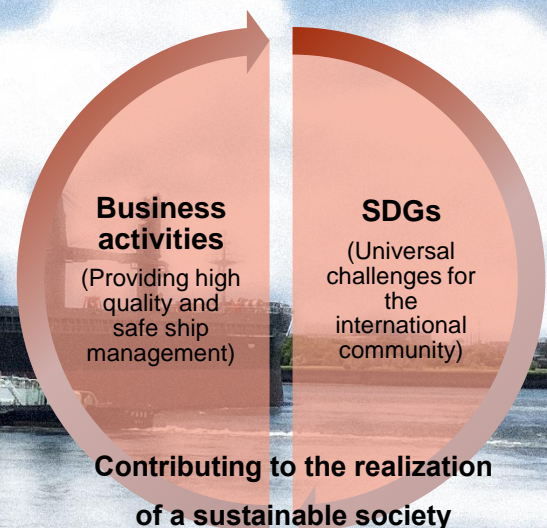 Business
activities
(Providing high
quality and
safe ship
management)
SDGs
(Universal
challenges for
the
international
community)
Contributing to the realization
of a sustainable society